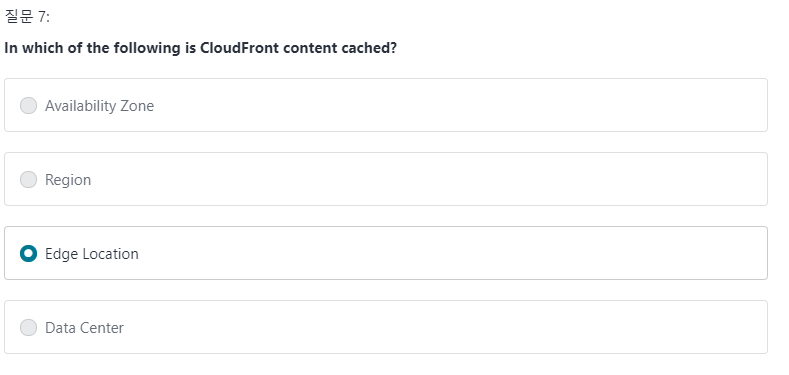 질문 7:
In which of the following is CloudFront content cached?
Availability Zone
Region
Edge Location
Data Center